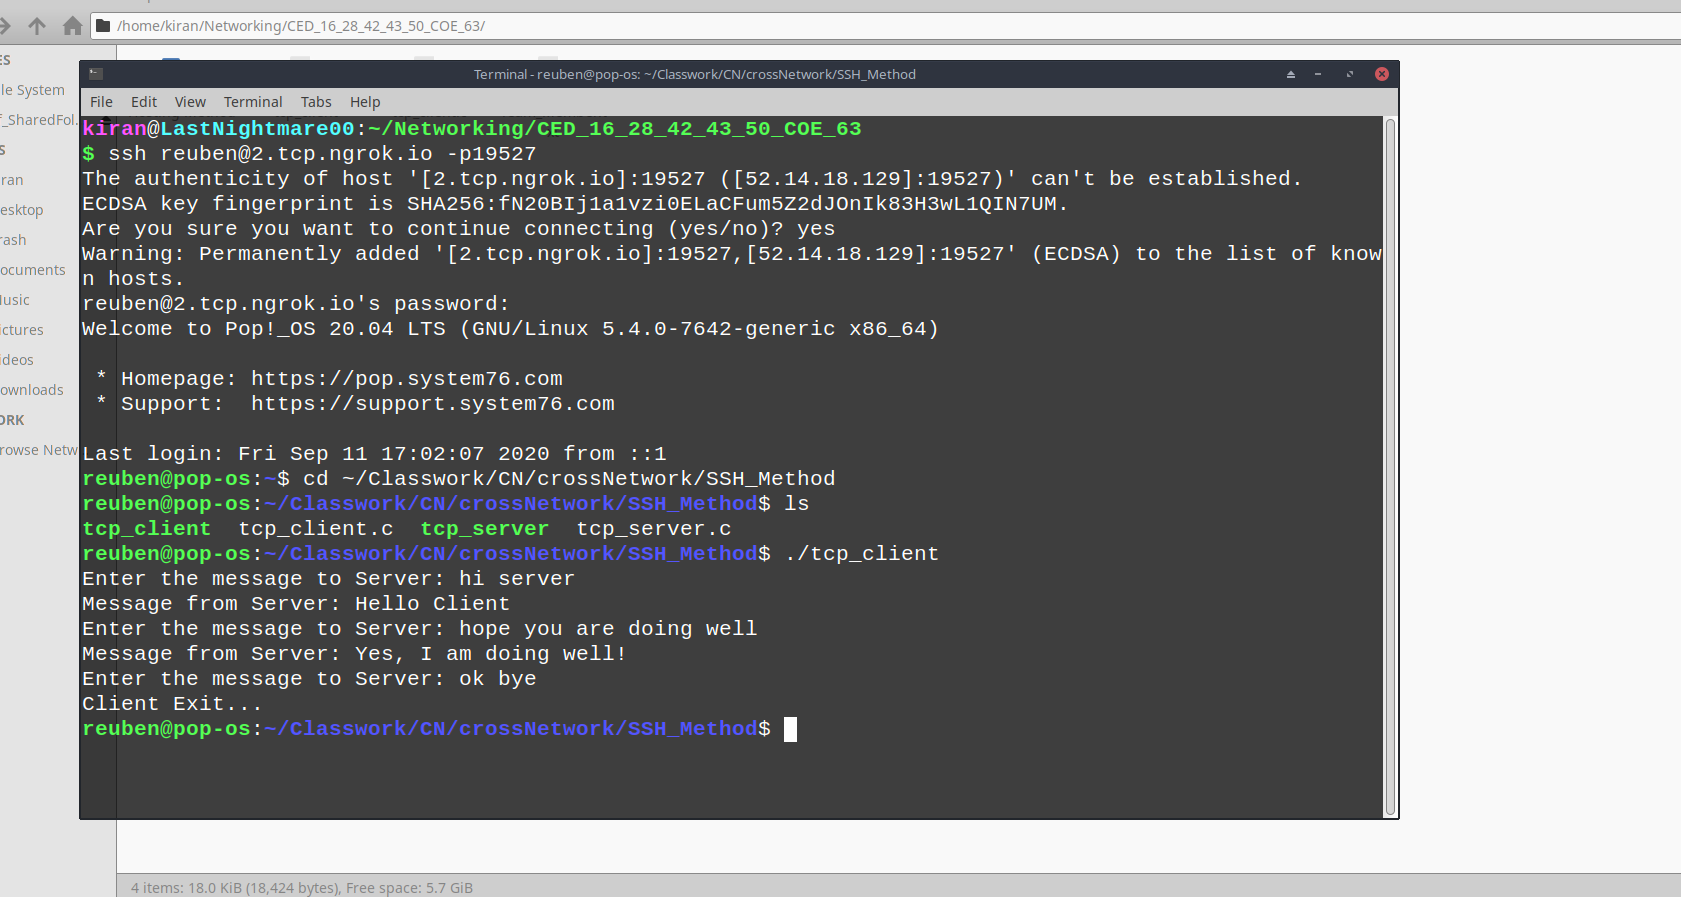 /home/kiran/Networking/CED_16_28_42_43_50_COE_63/
ES
le System
f_SharedFol.
S
ran
esktop
rash
ocuments
usic
ictures
ideos
ownloads
ORK
rowse Netw
Terminal - reuben@pop-os: ~/Classwork/CN/crossNetwork/SSH_Method
File Edit View Terminal Tabs Help
kiran@LastNightmare00:~/Networking/CED_16_28_42_43_50_COE_63
$ ssh reuben@2.tcp.ngrok.io -p19527
The authenticity of host '[2.tcp.ngrok.io]:19527 ([52.14.18.129]:19527)' can't be established.
ECDSA key fingerprint is SHA256:fN20BIj1a1vzi0ELaCFum5Z2dJOnIk83H3wL1QIN7UM.
Are you sure you want to continue connecting (yes/no)? yes
Warning: Permanently added '[2.tcp.ngrok.io]:19527,[52.14.18.129]:19527' (ECDSA) to the list of know
n hosts.
reuben@2.tcp.ngrok.io's password:
Welcome to Pop!_OS 20.04 LTS (GNU/Linux 5.4.0-7642-generic x86_64)
* Homepage: https://pop.system76.com
* Support:  https://support.system76.com
Last login: Fri Sep 11 17:02:07 2020 from ::1
reuben@pop-os:~$ cd ~/Classwork/CN/crossNetwork/SSH_Method
reuben@pop-os:~/Classwork/CN/crossNetwork/SSH_Method$ ls
tcp_client  tcp_client.c  tcp_server  tcp_server.c
reuben@pop-os:~/Classwork/CN/crossNetwork/SSH_Method$ ./tcp_client
Enter the message to Server: hi server
Message from Server: Hello Client
Enter the message to Server: hope you are doing well
Message from Server: Yes, I am doing well!
Enter the message to Server: ok bye
Client Exit...
reuben@pop-os:~/Classwork/CN/crossNetwork/SSH_Method$
4 items: 18.0 KiB (18,424 bytes), Free space: 5.7 GiB